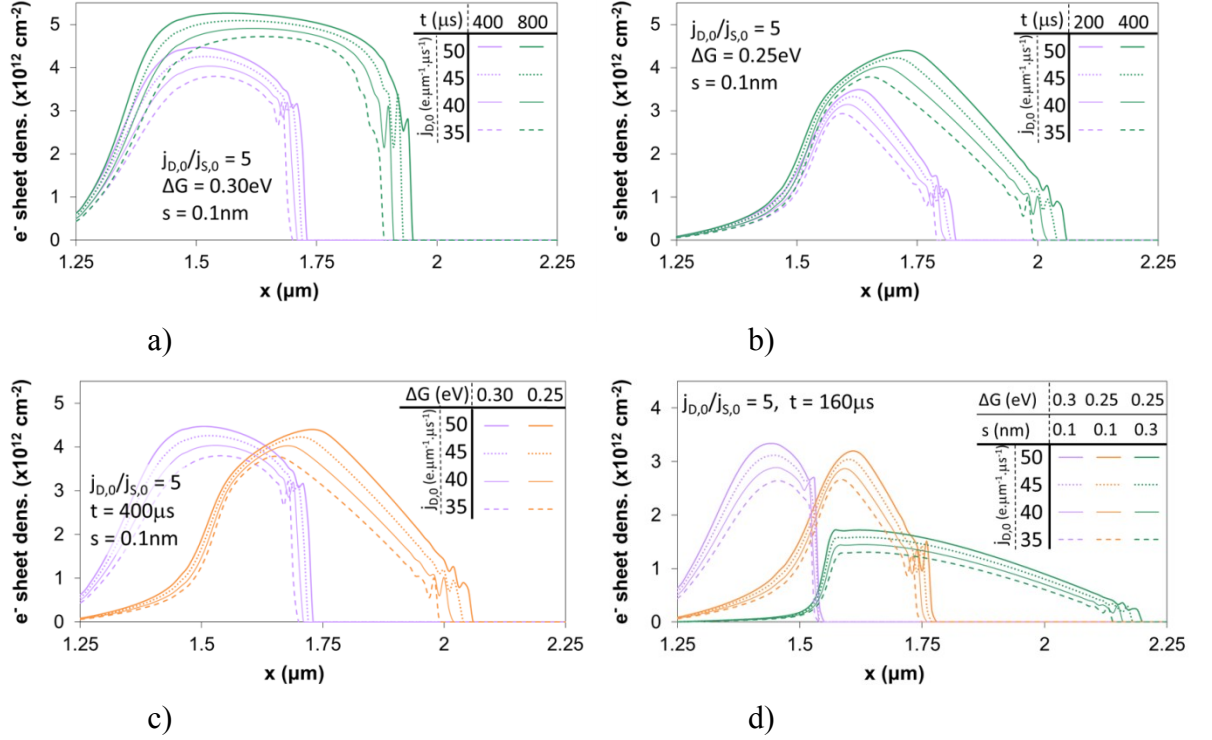 t (μs) 400 800
j_D,0 (e.μm⁻¹.μs⁻¹)
50
45
40
35
j_D,0/j_S,0 = 5
ΔG = 0.30eV
s = 0.1nm
e⁻ sheet dens. (x10¹² cm⁻²)
5
4
3
2
1
0
1.25 1.5 1.75 2 2.25
x (μm)
a)
j_D,0/j_S,0 = 5
ΔG = 0.25eV
s = 0.1nm
t (μs) 200 400
j_D,0 (e.μm⁻¹.μs⁻¹)
50
45
40
35
e⁻ sheet dens. (x10¹² cm⁻²)
5
4
3
2
1
0
1.25 1.5 1.75 2 2.25
x (μm)
b)
ΔG (eV) 0.30 0.25
j_D,0 (e.μm⁻¹.μs⁻¹)
50
45
40
35
j_D,0/j_S,0 = 5
t = 400μs
s = 0.1nm
e⁻ sheet dens. (x10¹² cm⁻²)
5
4
3
2
1
0
1.25 1.5 1.75 2 2.25
x (μm)
c)
j_D,0/j_S,0 = 5, t = 160μs
ΔG (eV) 0.3 0.25 0.25
s (nm) 0.1 0.1 0.3
j_D,0 (e.μm⁻¹.μs⁻¹)
50
45
40
35
e⁻ sheet dens. (x10¹² cm⁻²)
4
3
2
1
0
1.25 1.5 1.75 2 2.25
x (μm)
d)